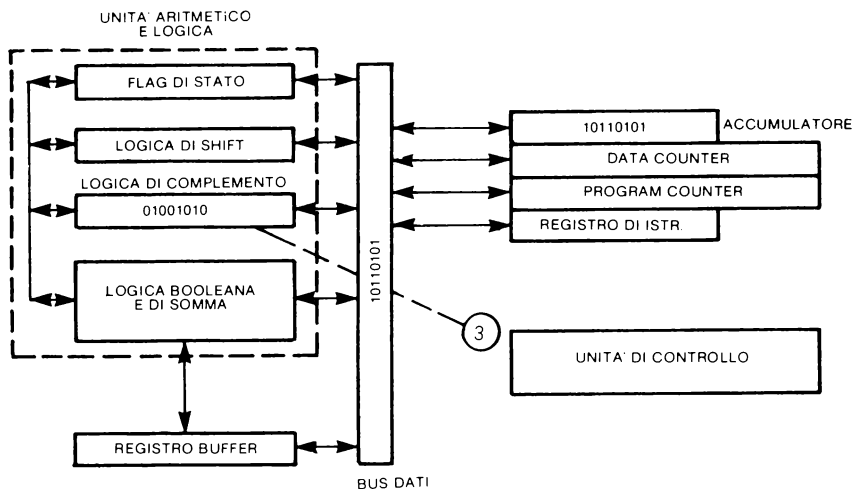 UNITA' ARITMETICO
E LOGICA
FLAG DI STATO
LOGICA DI SHIFT
LOGICA DI COMPLEMENTO
01001010
LOGICA BOOLEANA
E DI SOMMA
REGISTRO BUFFER
10110101
BUS DATI
10110101
ACCUMULATORE
DATA COUNTER
PROGRAM COUNTER
REGISTRO DI ISTR.
3
UNITA' DI CONTROLLO